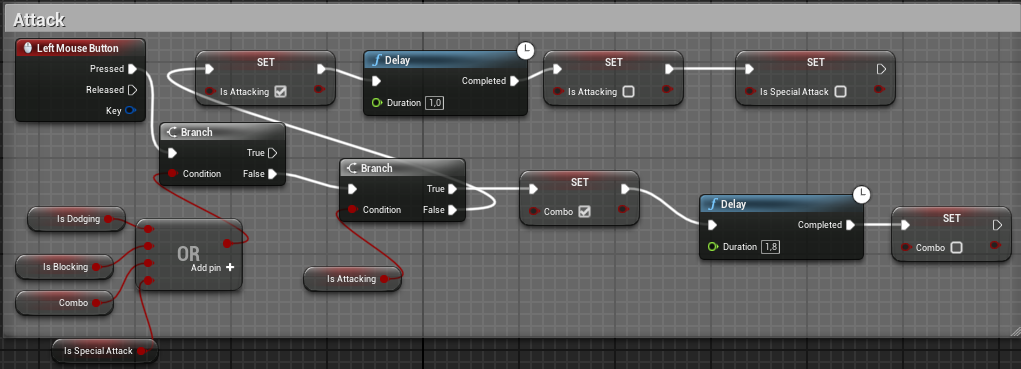 Attack
Left Mouse Button
Pressed
Released
Key
SET
Is Attacking
f Delay
Completed
Duration 1,0
SET
Is Attacking
SET
Is Special Attack
Branch
True
Condition False
Branch
True
Condition False
SET
Combo
f Delay
Completed
Duration 1,8
SET
Combo
Is Dodging
Is Blocking
Combo
Is Special Attack
OR
Add pin +
Is Attacking